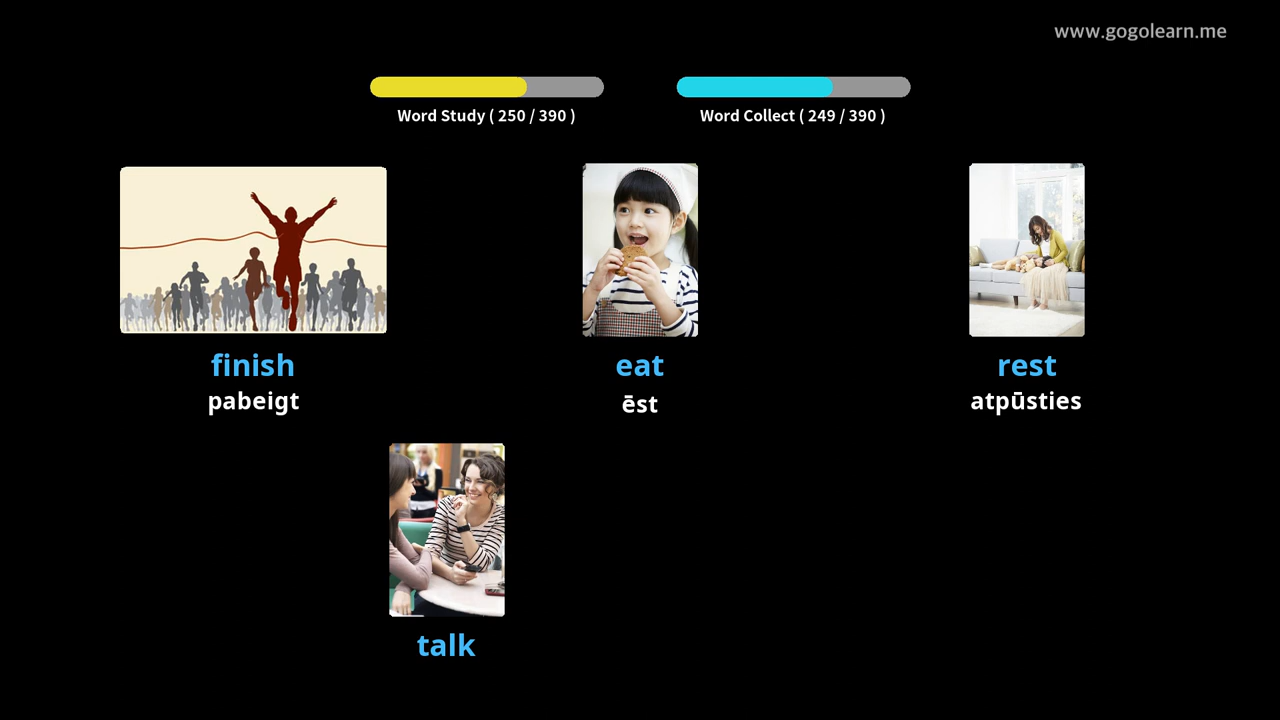 www.gogolearn.me
Word Study ( 250 / 390 )
Word Collect ( 249 / 390 )
finish
eat
rest
pabeigt
ēst
atpūsties
talk